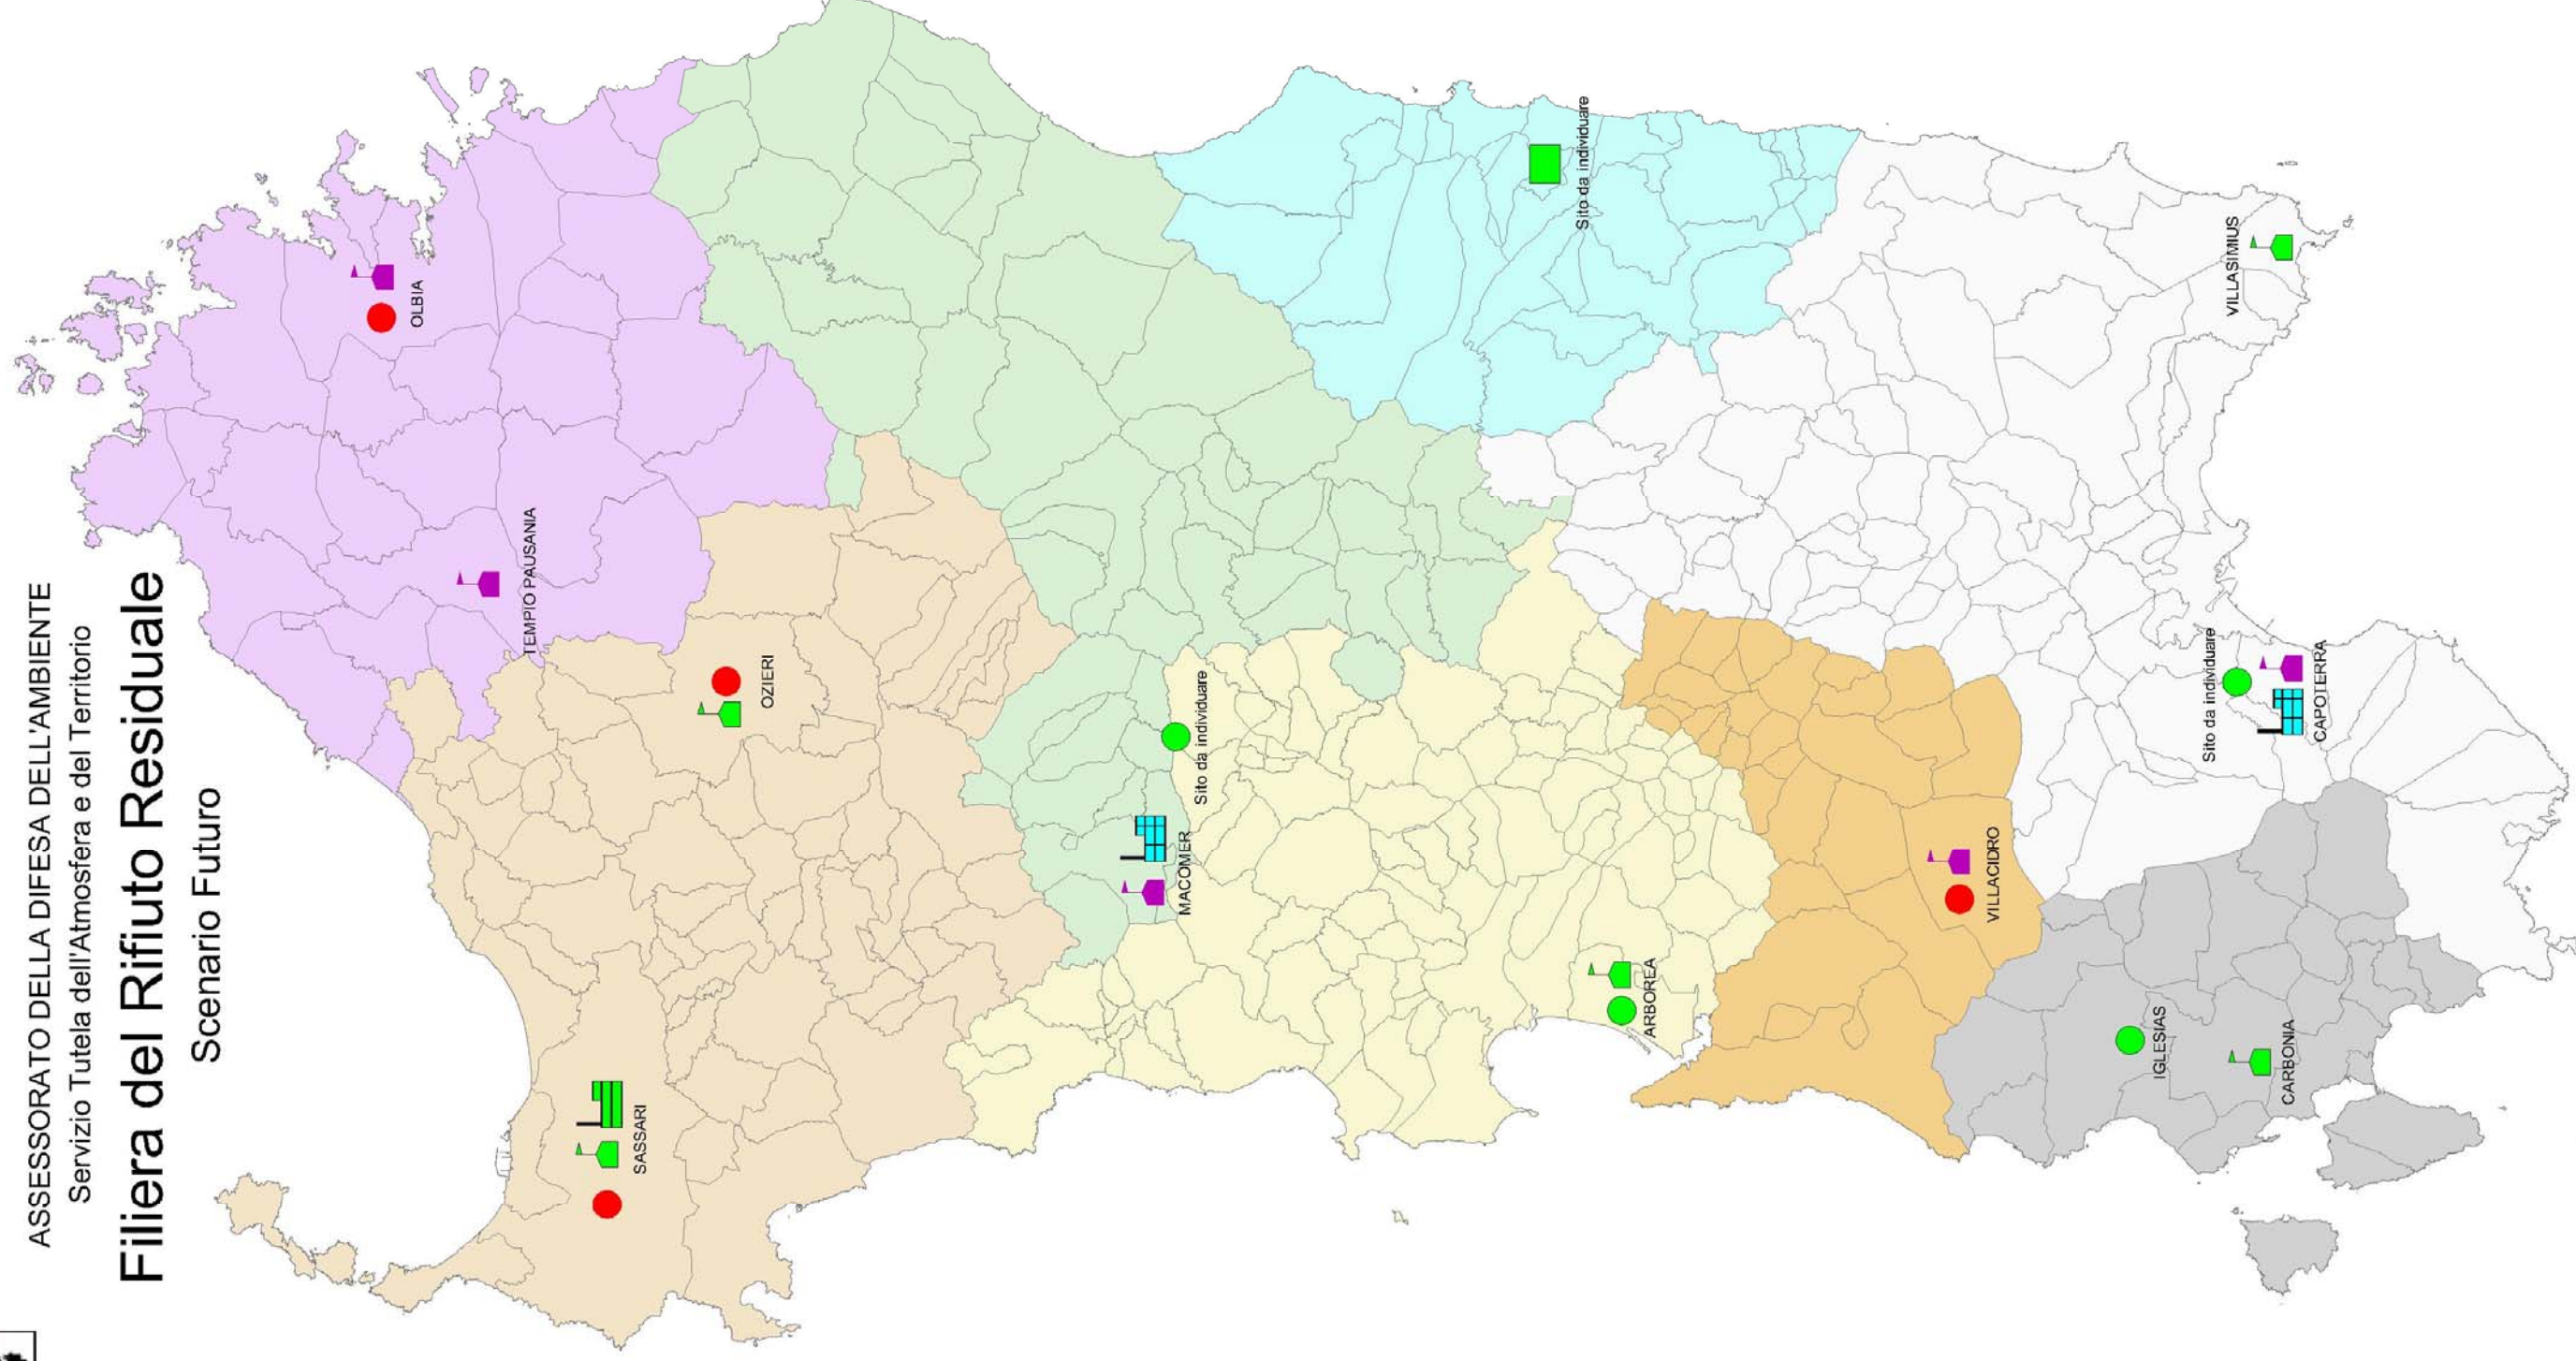 ASSESSORATO DELLA DIFESA DELL'AMBIENTE
Servizio Tutela dell'Atmosfera e del Territorio
Filiera del Rifiuto Residuale
Scenario Futuro
OLBIA
TEMPIO PAUSANIA
OZIERI
SASSARI
Sito da individuare
MACOMER
Sito da individuare
ARBOREA
VILLACIDRO
VILLASIMIUS
Sito da individuare
CAPOTERRA
IGLESIAS
CARBONIA